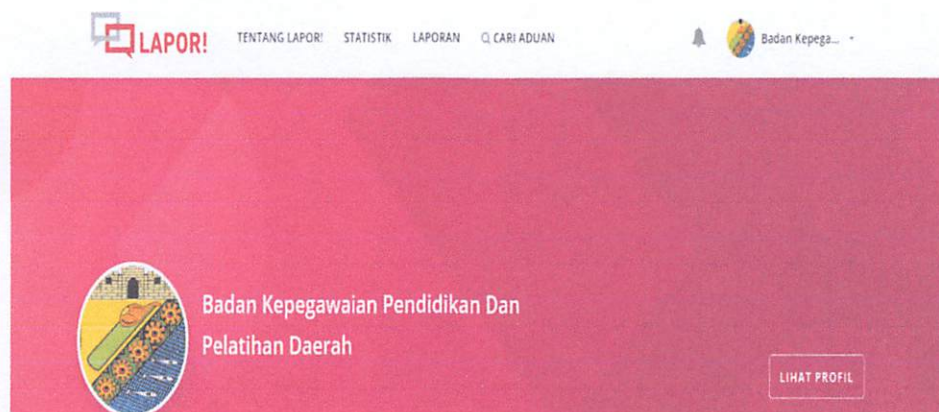 LAPOR! TENTANG LAPOR! STATISTIK LAPORAN CARI ADUAN Badan Kepega...
Badan Kepegawaian Pendidikan Dan
Pelatihan Daerah
LIHAT PROFIL